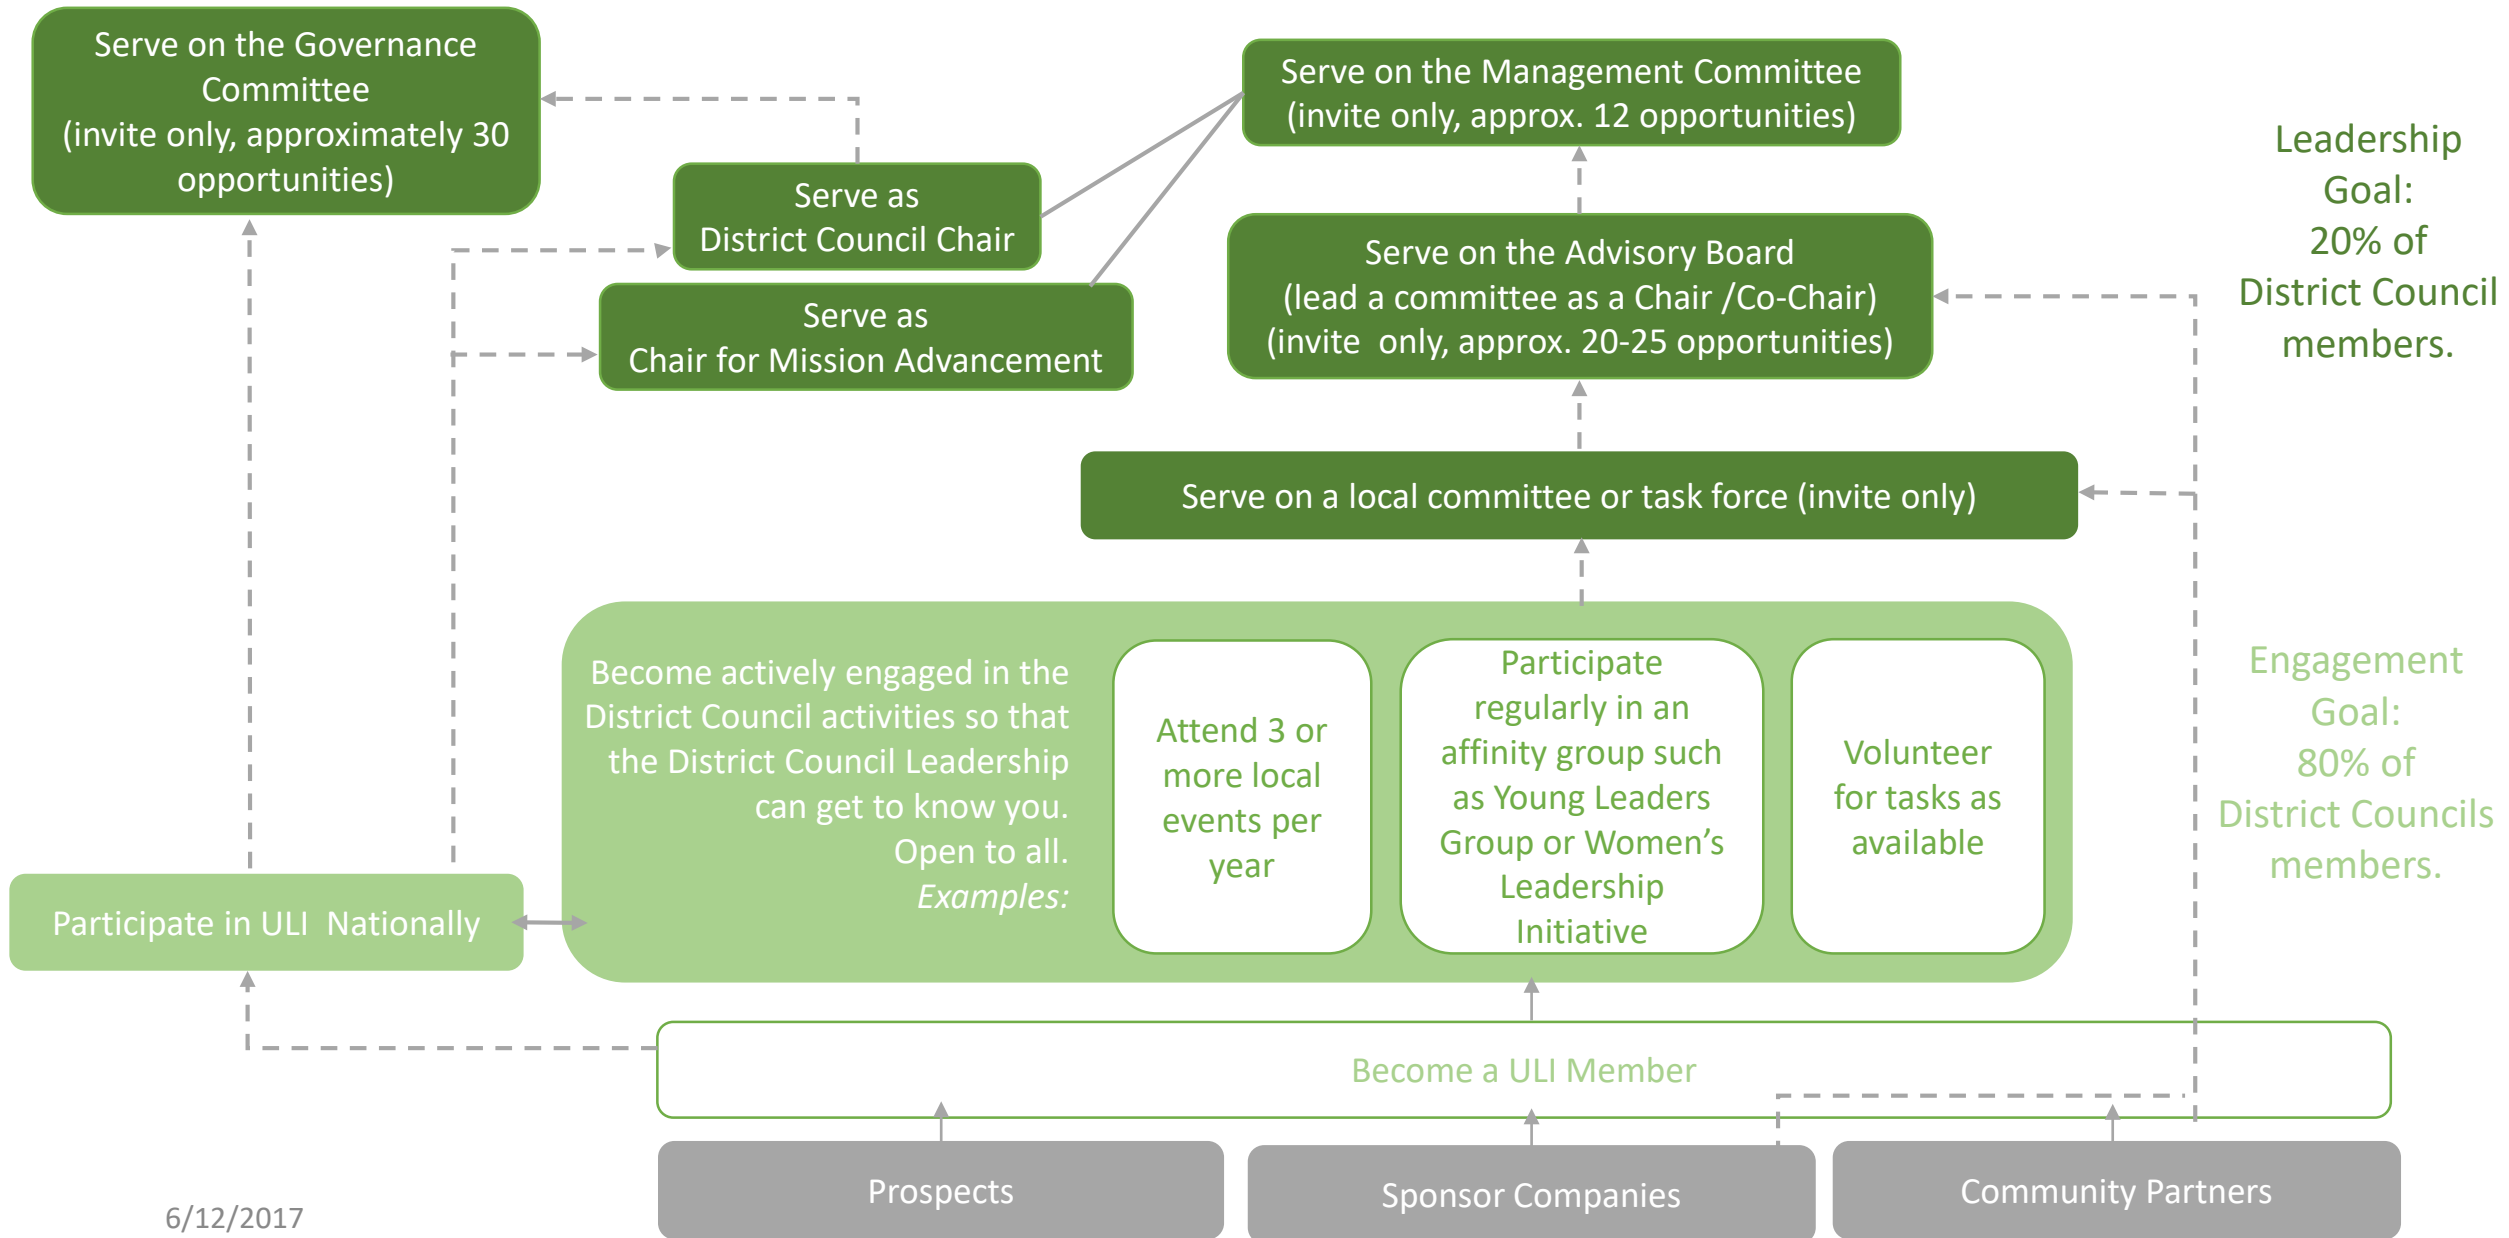 Serve on the Governance
Committee
(invite only, approximately 30
opportunities)
Serve on the Management Committee
(invite only, approx. 12 opportunities)
Leadership
Goal:
20% of
District Council
members.
Serve as
District Council Chair
Serve on the Advisory Board
(lead a committee as a Chair /Co-Chair)
(invite  only, approx. 20-25 opportunities)
Serve as
Chair for Mission Advancement
Serve on a local committee or task force (invite only)
Become actively engaged in the
District Council activities so that
the District Council Leadership
can get to know you.
Open to all.
Examples:
Attend 3 or
more local
events per
year
Participate
regularly in an
affinity group such
as Young Leaders
Group or Women’s
Leadership
Initiative
Volunteer
for tasks as
available
Engagement
Goal:
80% of
District Councils
members.
Participate in ULI  Nationally
Become a ULI Member
Prospects
Sponsor Companies
Community Partners
6/12/2017